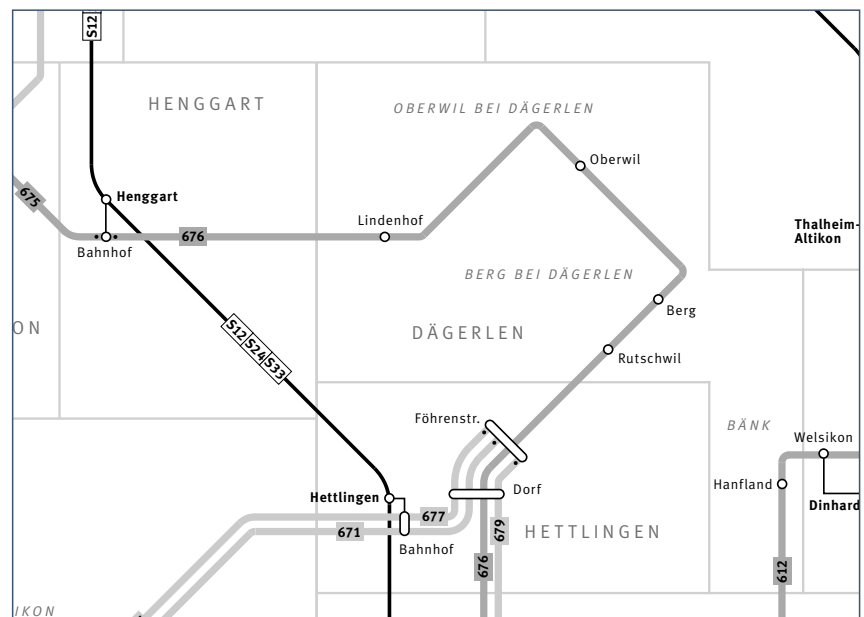 S12
HENGGART
OBERWIL BEI DÄGERLEN
Oberwil
675
Henggart
Lindenhof
676
Bahnhof
Thalheim-
Altikon
BERG BEI DÄGERLEN
Berg
ON
S12 S24 S33
DÄGERLEN
Rutschwil
Föhrenstr.
BÄNK
Welsikon
Hanfland
Hettlingen
Dorf
Dinhard
677
671
679
HETTLINGEN
Bahnhof
676
612
IKON